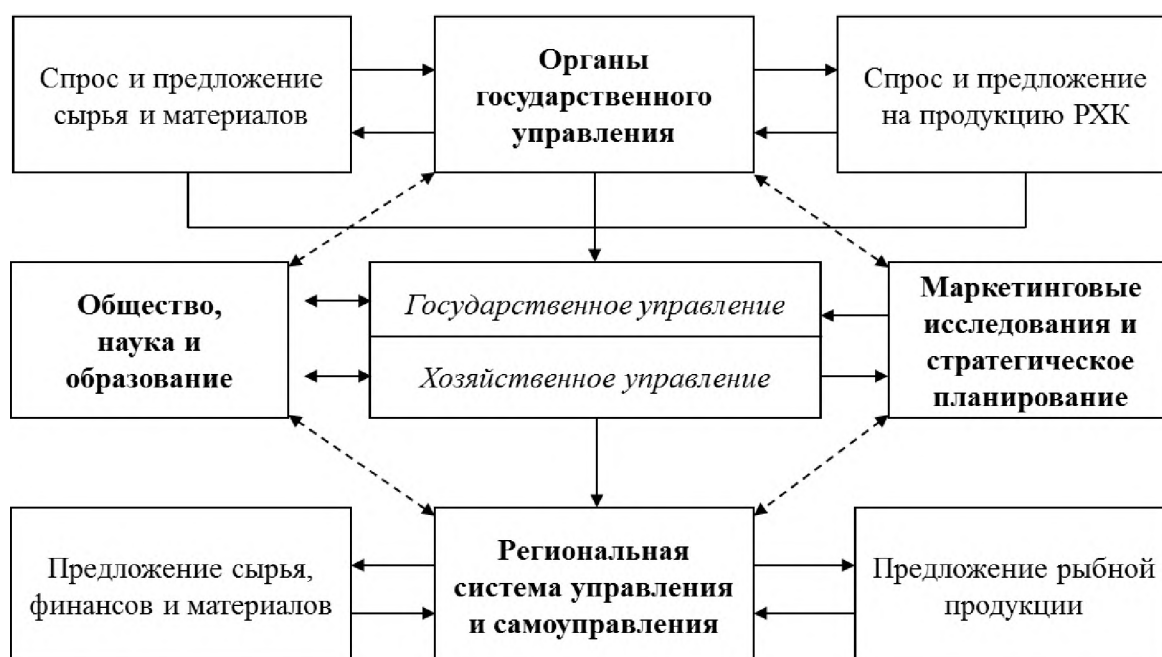 Спрос и предложение
сырья и материалов
Органы
государственного
управления
Спрос и предложение
на продукцию РХК
Общество,
наука и
образование
Государственное управление
Хозяйственное управление
Маркетинговые
исследования и
стратегическое
планирование
Предложение сырья,
финансов и материалов
Региональная
система управления
и самоуправления
Предложение рыбной
продукции